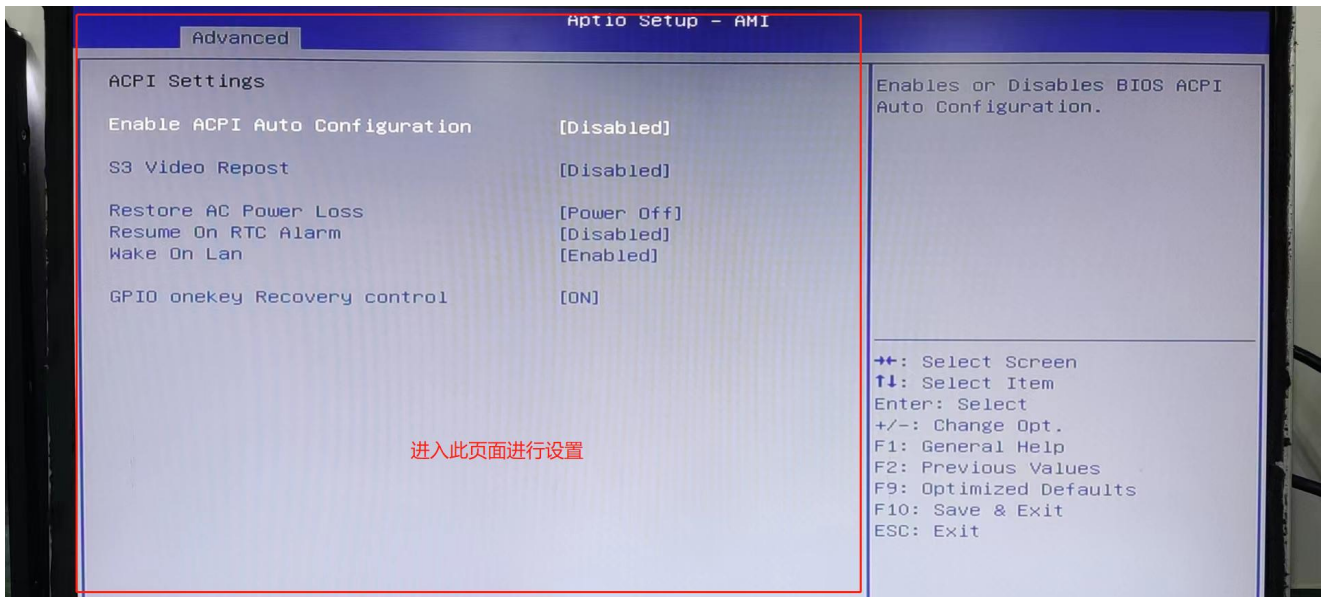 Aptio Setup – AMI
Advanced
ACPI Settings
Enable ACPI Auto Configuration [Disabled]
S3 Video Repost [Disabled]
Restore AC Power Loss [Power Off]
Resume On RTC Alarm [Disabled]
Wake On Lan [Enabled]
GPIO onekey Recovery control [ON]
进入此页面进行设置
Enables or Disables BIOS ACPI
Auto Configuration.
→←: Select Screen
↑↓: Select Item
Enter: Select
+/-: Change Opt.
F1: General Help
F2: Previous Values
F9: Optimized Defaults
F10: Save & Exit
ESC: Exit